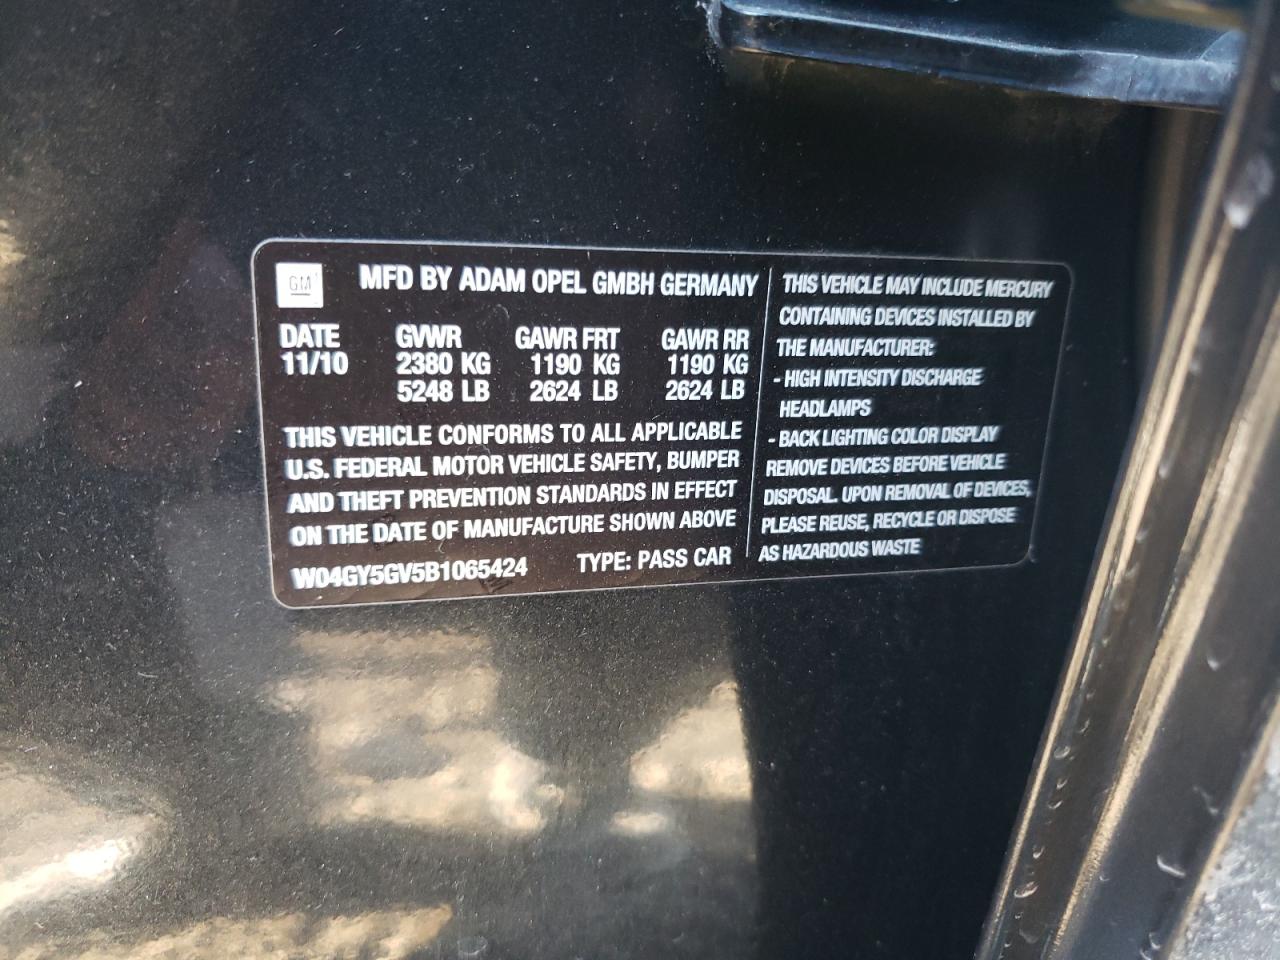 GM
MFD BY ADAM OPEL GMBH GERMANY
DATE GVWR GAWR FRT GAWR RR
11/10 2380 KG 1190 KG 1190 KG
5248 LB 2624 LB 2624 LB
THIS VEHICLE CONFORMS TO ALL APPLICABLE
U.S. FEDERAL MOTOR VEHICLE SAFETY, BUMPER
AND THEFT PREVENTION STANDARDS IN EFFECT
ON THE DATE OF MANUFACTURE SHOWN ABOVE
W04GY5GV5B1065424 TYPE: PASS CAR
THIS VEHICLE MAY INCLUDE MERCURY
CONTAINING DEVICES INSTALLED BY
THE MANUFACTURER:
- HIGH INTENSITY DISCHARGE
HEADLAMPS
- BACK LIGHTING COLOR DISPLAY
REMOVE DEVICES BEFORE VEHICLE
DISPOSAL. UPON REMOVAL OF DEVICES,
PLEASE REUSE, RECYCLE OR DISPOSE
AS HAZARDOUS WASTE